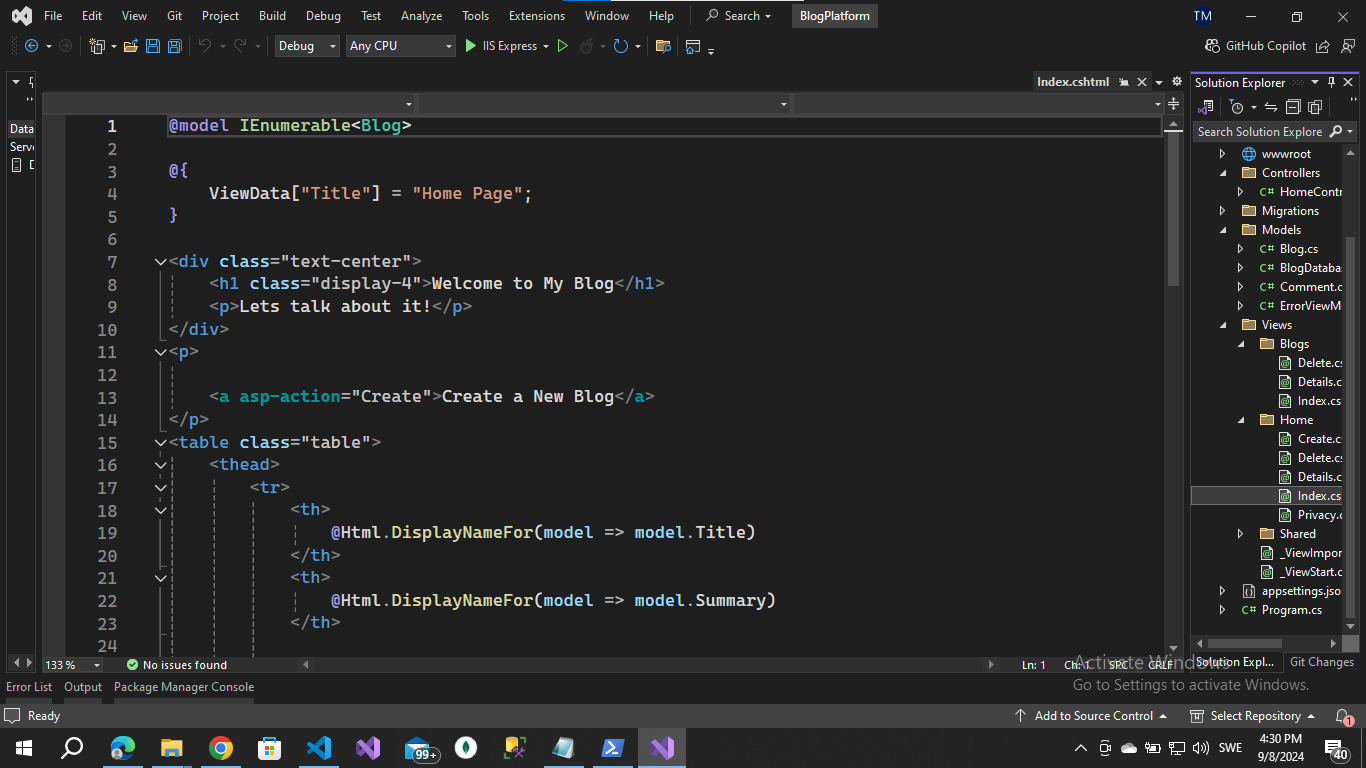 File Edit View Git Project Build Debug Test Analyze Tools Extensions Window Help Search BlogPlatform TM
Debug Any CPU IIS Express GitHub Copilot
Index.cshtml
Solution Explorer
Search Solution Explore
Data
Serv
1 @model IEnumerable<Blog>
2
3 @{
4 ViewData["Title"] = "Home Page";
5 }
6
7 <div class="text-center">
8 <h1 class="display-4">Welcome to My Blog</h1>
9 <p>Lets talk about it!</p>
10 </div>
11 <p>
12
13 <a asp-action="Create">Create a New Blog</a>
14 </p>
15 <table class="table">
16 <thead>
17 <tr>
18 <th>
19 @Html.DisplayNameFor(model => model.Title)
20 </th>
21 <th>
22 @Html.DisplayNameFor(model => model.Summary)
23 </th>
24
wwwroot
Controllers
C# HomeContr
Migrations
Models
C# Blog.cs
C# BlogDataba
C# Comment.c
C# ErrorViewM
Views
Blogs
Delete.cs
Details.c
Index.cs
Home
Create.c
Delete.cs
Details.c
Index.cs
Privacy.c
Shared
_ViewImpor
_ViewStart.c
appsettings.jso
C# Program.cs
133 % No issues found Ln: 1 Ch: 1 SPC CRLF
Solution Expl... Git Changes
Activate Windows
Go to Settings to activate Windows.
Error List Output Package Manager Console
Ready Add to Source Control Select Repository 1
99+ SWE 4:30 PM
9/8/2024 40